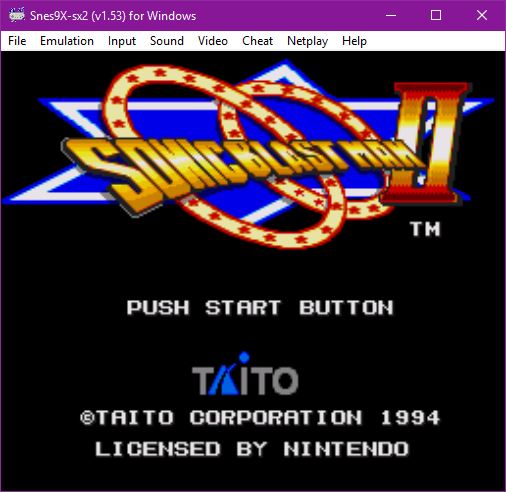 Snes9X-sx2 (v1.53) for Windows
File Emulation Input Sound Video Cheat Netplay Help
SONIC BLAST MAN II
TM
PUSH START BUTTON
TAITO
©TAITO CORPORATION 1994
LICENSED BY NINTENDO